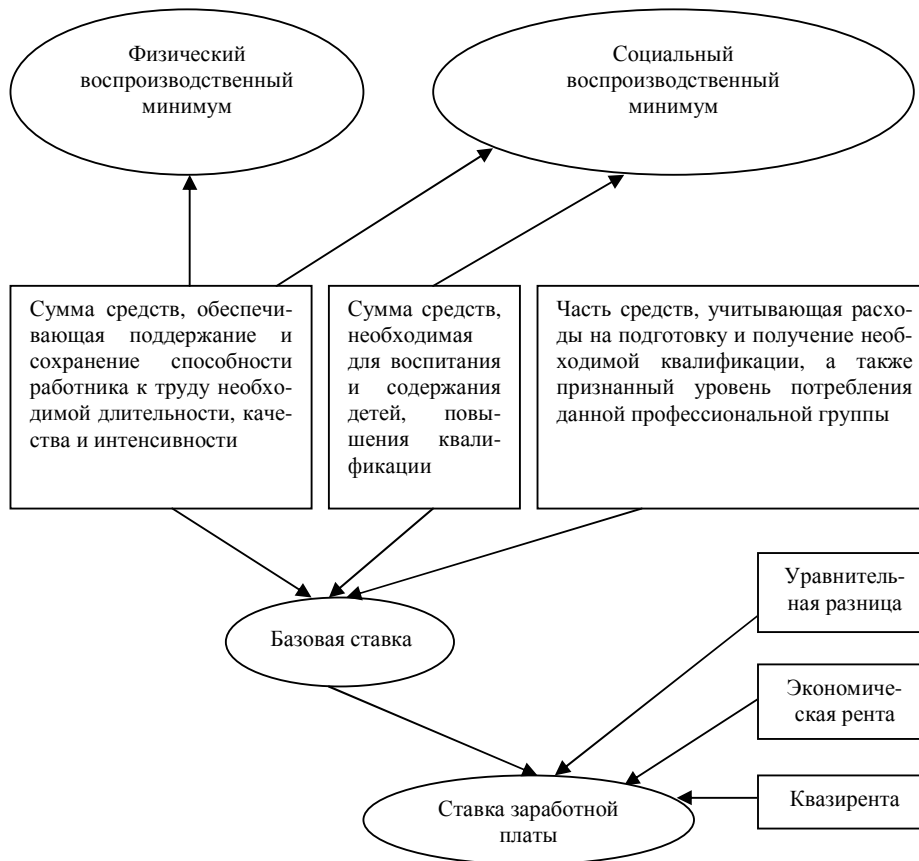 Физический
воспроизводственный
минимум
Социальный
воспроизводственный
минимум
Сумма средств, обеспечи-
вающая поддержание и
сохранение способности
работника к труду необхо-
димой длительности, каче-
ства и интенсивности
Сумма средств,
необходимая
для воспитания
и содержания
детей, повы-
шения квали-
фикации
Часть средств, учитывающая расхо-
ды на подготовку и получение необ-
ходимой квалификации, а также
признанный уровень потребления
данной профессиональной группы
Уравнитель-
ная разница
Базовая ставка
Экономиче-
ская рента
Ставка заработной
платы
Квазирента